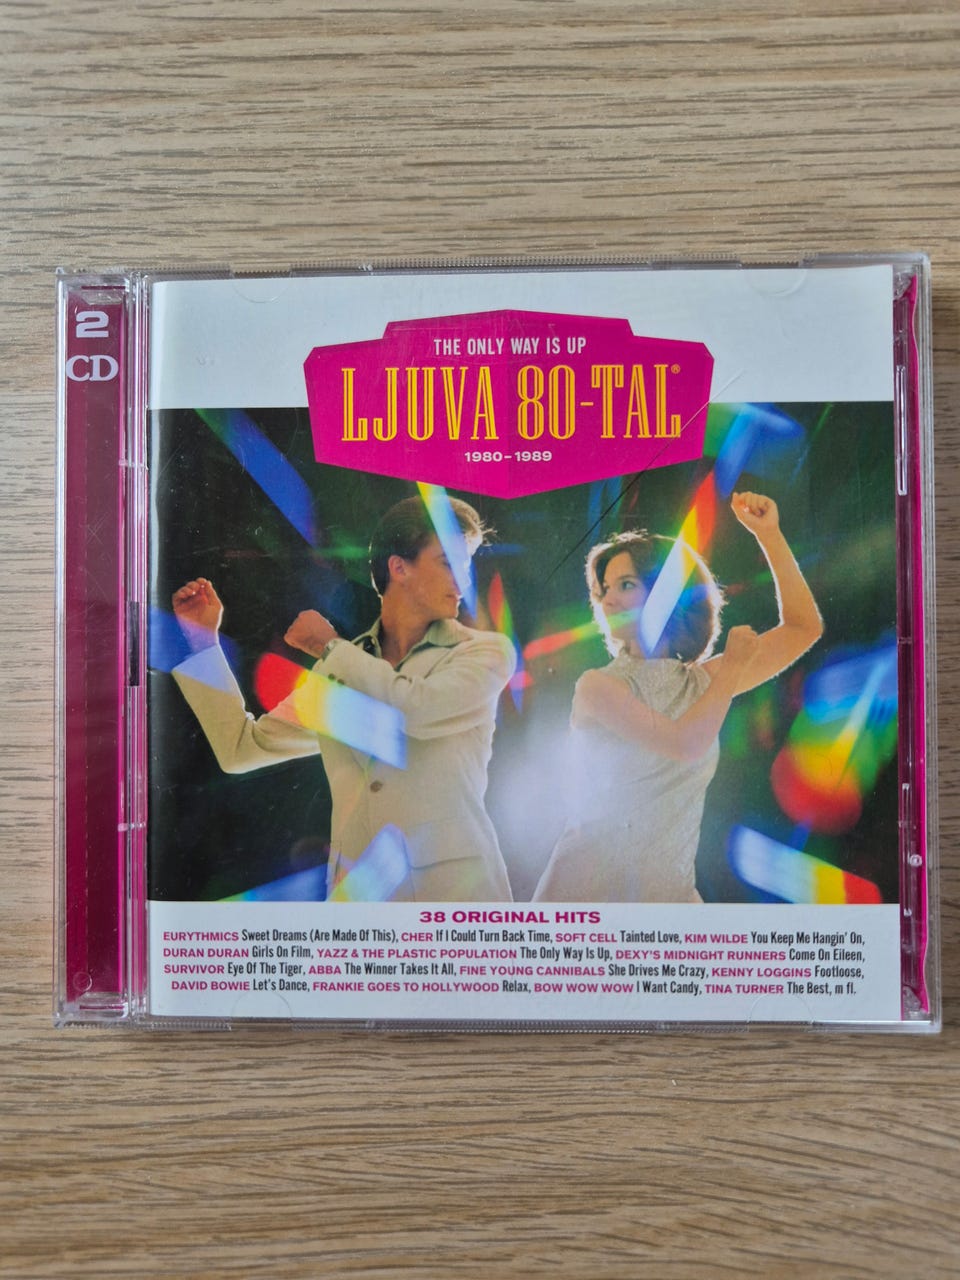 2
CD
THE ONLY WAY IS UP
LJUVA 80-TAL®
1980-1989
38 ORIGINAL HITS
EURYTHMICS Sweet Dreams (Are Made Of This), CHER If I Could Turn Back Time, SOFT CELL Tainted Love, KIM WILDE You Keep Me Hangin' On,
DURAN DURAN Girls On Film, YAZZ & THE PLASTIC POPULATION The Only Way Is Up, DEXY'S MIDNIGHT RUNNERS Come On Eileen,
SURVIVOR Eye Of The Tiger, ABBA The Winner Takes It All, FINE YOUNG CANNIBALS She Drives Me Crazy, KENNY LOGGINS Footloose,
DAVID BOWIE Let's Dance, FRANKIE GOES TO HOLLYWOOD Relax, BOW WOW WOW I Want Candy, TINA TURNER The Best, m fl.